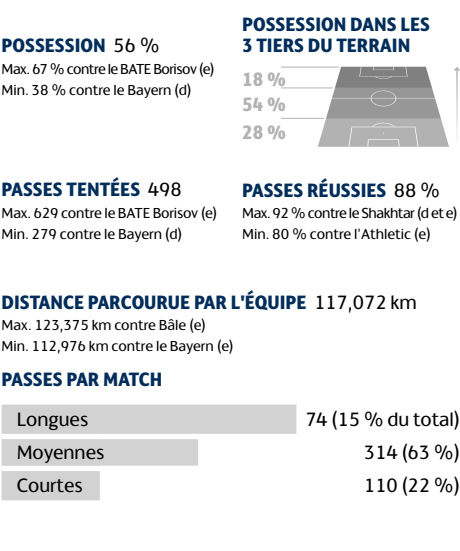 POSSESSION 56 %
Max. 67 % contre le BATE Borisov (e)
Min. 38 % contre le Bayern (d)
POSSESSION DANS LES
3 TIERS DU TERRAIN
18 %
54 %
28 %
PASSES TENTÉES 498
Max. 629 contre le BATE Borisov (e)
Min. 279 contre le Bayern (d)
PASSES RÉUSSIES 88 %
Max. 92 % contre le Shakhtar (d et e)
Min. 80 % contre l'Athletic (e)
DISTANCE PARCOURUE PAR L'ÉQUIPE 117,072 km
Max. 123,375 km contre Bâle (e)
Min. 112,976 km contre le Bayern (e)
PASSES PAR MATCH
Longues 74 (15 % du total)
Moyennes 314 (63 %)
Courtes 110 (22 %)